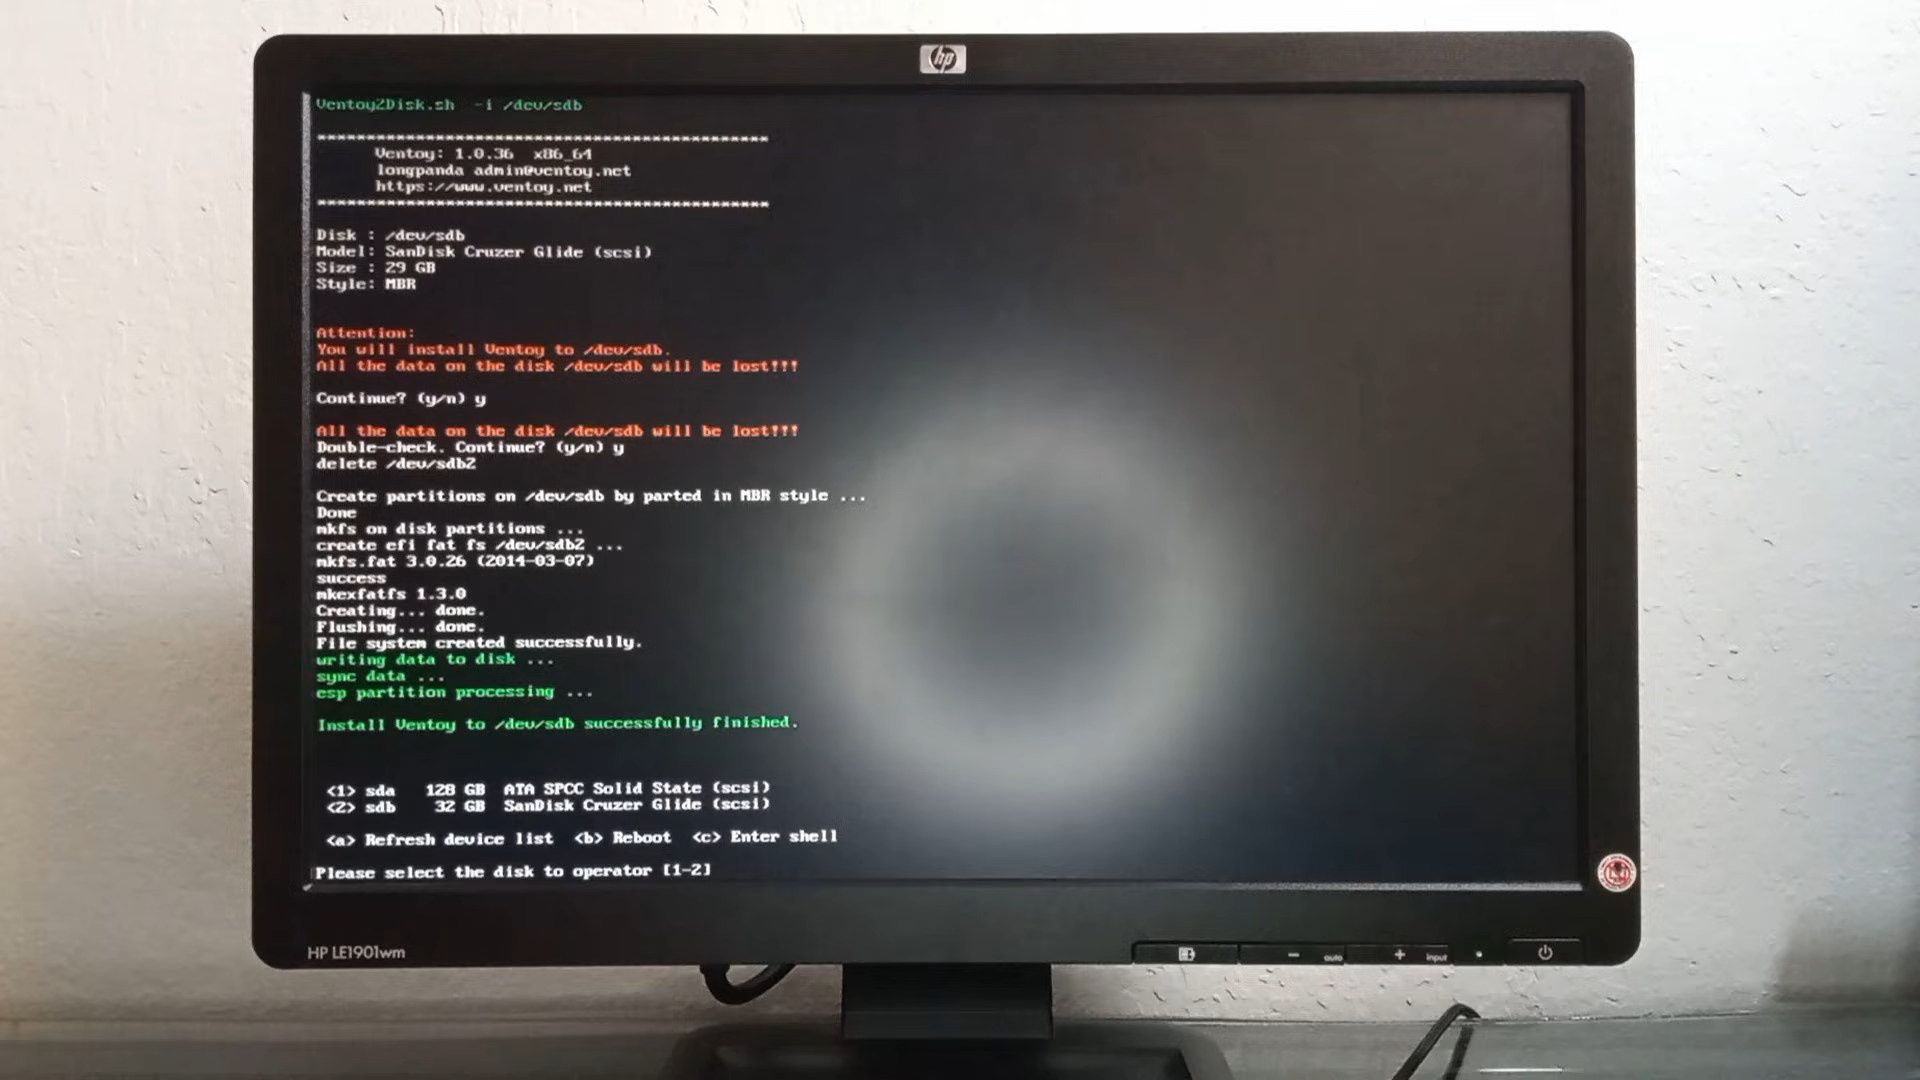 hp
Ventoy2Disk.sh -i /dev/sdb
**********************************************
Ventoy: 1.0.36 x86_64
longpanda admin@ventoy.net
https://www.ventoy.net
**********************************************
Disk : /dev/sdb
Model: SanDisk Cruzer Glide (scsi)
Size : 29 GB
Style: MBR
Attention:
You will install Ventoy to /dev/sdb.
All the data on the disk /dev/sdb will be lost!!!
Continue? (y/n) y
All the data on the disk /dev/sdb will be lost!!!
Double-check. Continue? (y/n) y
delete /dev/sdb2
Create partitions on /dev/sdb by parted in MBR style ...
Done
mkfs on disk partitions ...
create efi fat fs /dev/sdb2 ...
mkfs.fat 3.0.26 (2014-03-07)
success
mkexfatfs 1.3.0
Creating... done.
Flushing... done.
File system created successfully.
writing data to disk ...
sync data ...
esp partition processing ...
Install Ventoy to /dev/sdb successfully finished.
<1> sda 128 GB ATA SPCC Solid State (scsi)
<2> sdb 32 GB SanDisk Cruzer Glide (scsi)
<a> Refresh device list <b> Reboot <c> Enter shell
Please select the disk to operator [1-2]
HP LE1901wm
- auto + input